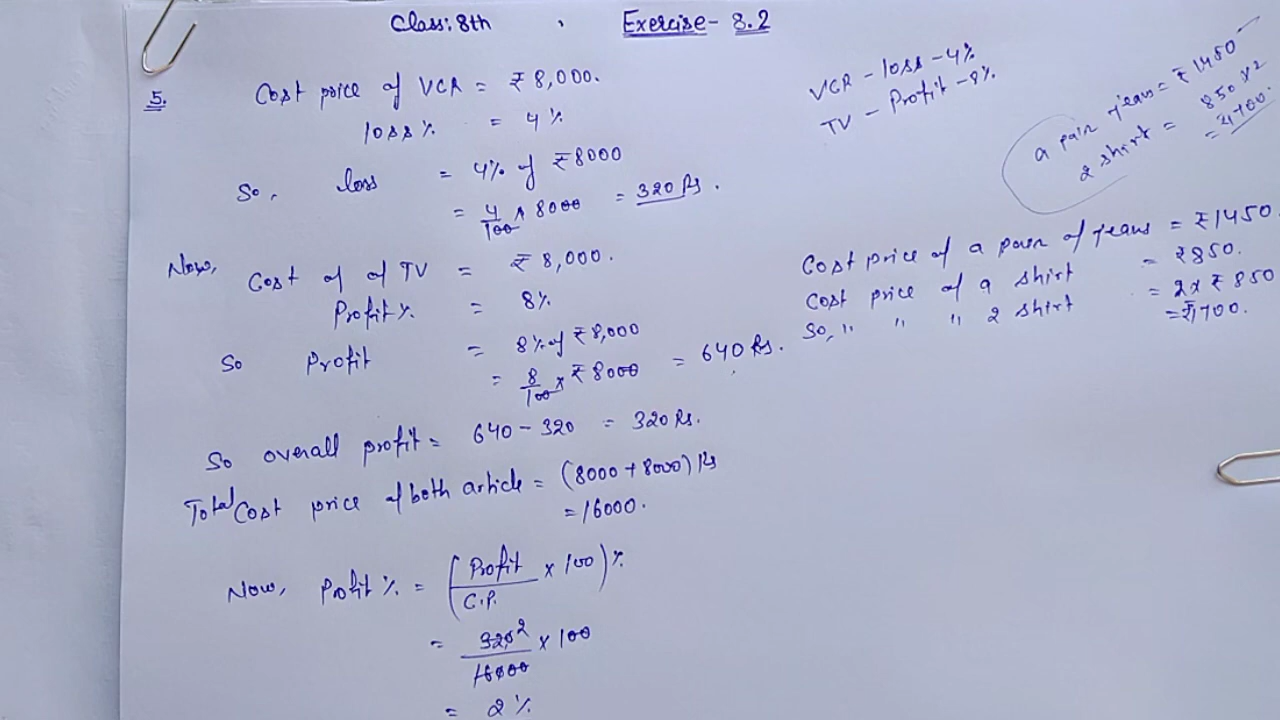 Class: 8th , Exercise- 8.2
5. Cost price of VCR = ₹ 8,000.
loss% = 4%
So, loss = 4% of ₹8000
= 4/100 × 8000 = 320 Rs.
Now, Cost of of TV = ₹ 8,000.
Profit% = 8%
So Profit = 8% of ₹8,000
= 8/100 × ₹8000 = 640 Rs.
So overall profit = 640 - 320 = 320 Rs.
Total Cost price of both article = (8000 + 8000) Rs
= 16000.
Now, Profit % = (Profit/C.P. × 100)%
= 320 2/16000 × 100
= 2%
VCR - loss - 4%
TV - Profit - 8%
a pair jeans = ₹1450
2 shirt = 850×2
= 1700.
Cost price of a pair of jeans = ₹1450.
Cost price of a shirt = ₹850.
So, " " " 2 shirt = 2× ₹850
= ₹1700.